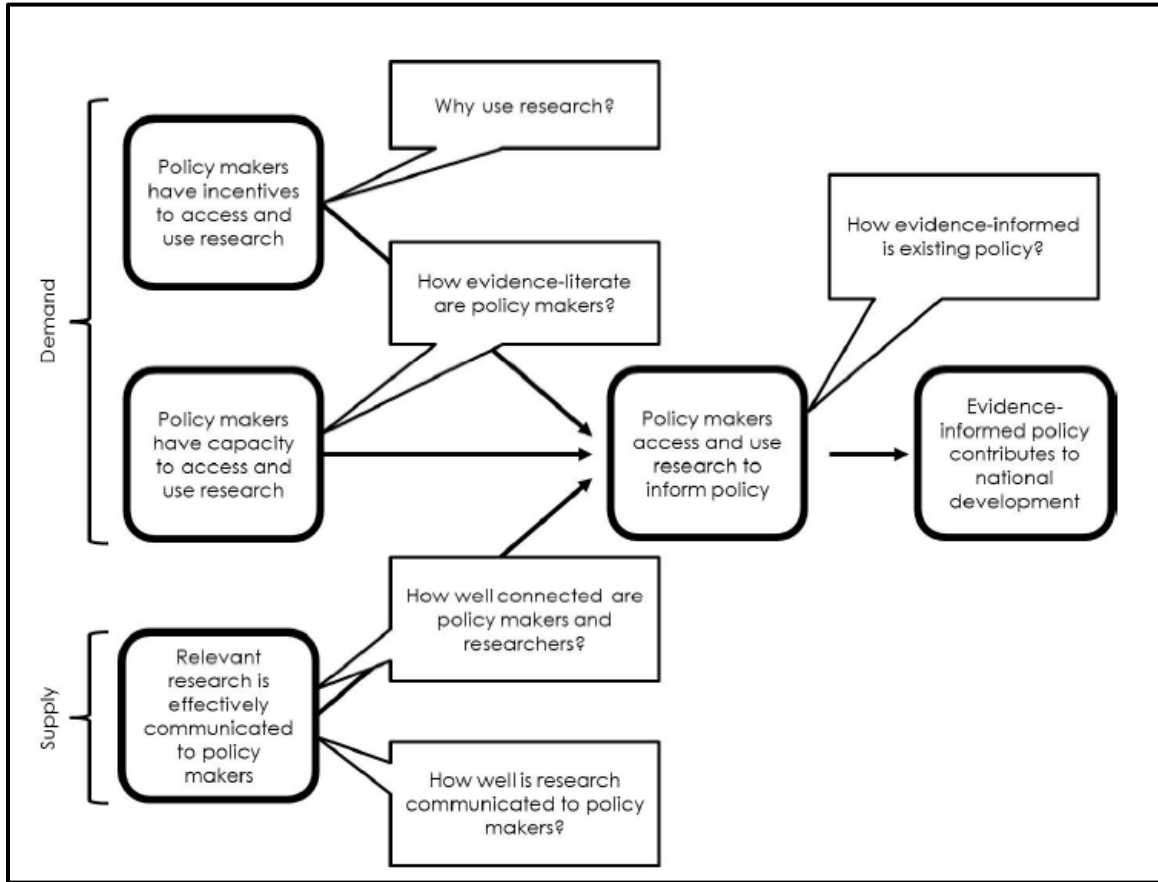 Why use research?
Policy makers
have incentives
to access and
use research
How evidence-literate
are policy makers?
How evidence-informed
is existing policy?
Demand
Policy makers
have capacity
to access and
use research
Policy makers
access and use
research to
inform policy
Evidence-
informed policy
contributes to
national
development
How well connected are
policy makers and
researchers?
Supply
Relevant
research is
effectively
communicated
to policy
makers
How well is research
communicated to policy
makers?